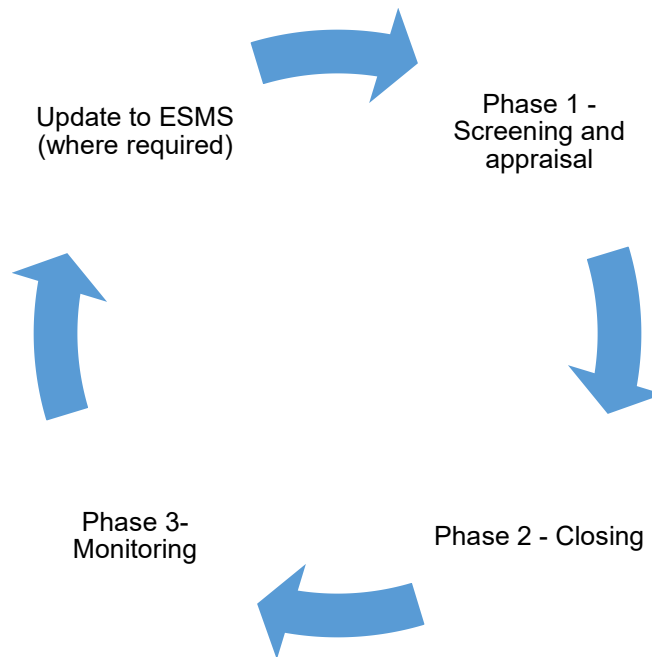 Update to ESMS
(where required)
Phase 1 -
Screening and
appraisal
Phase 3-
Monitoring
Phase 2 - Closing